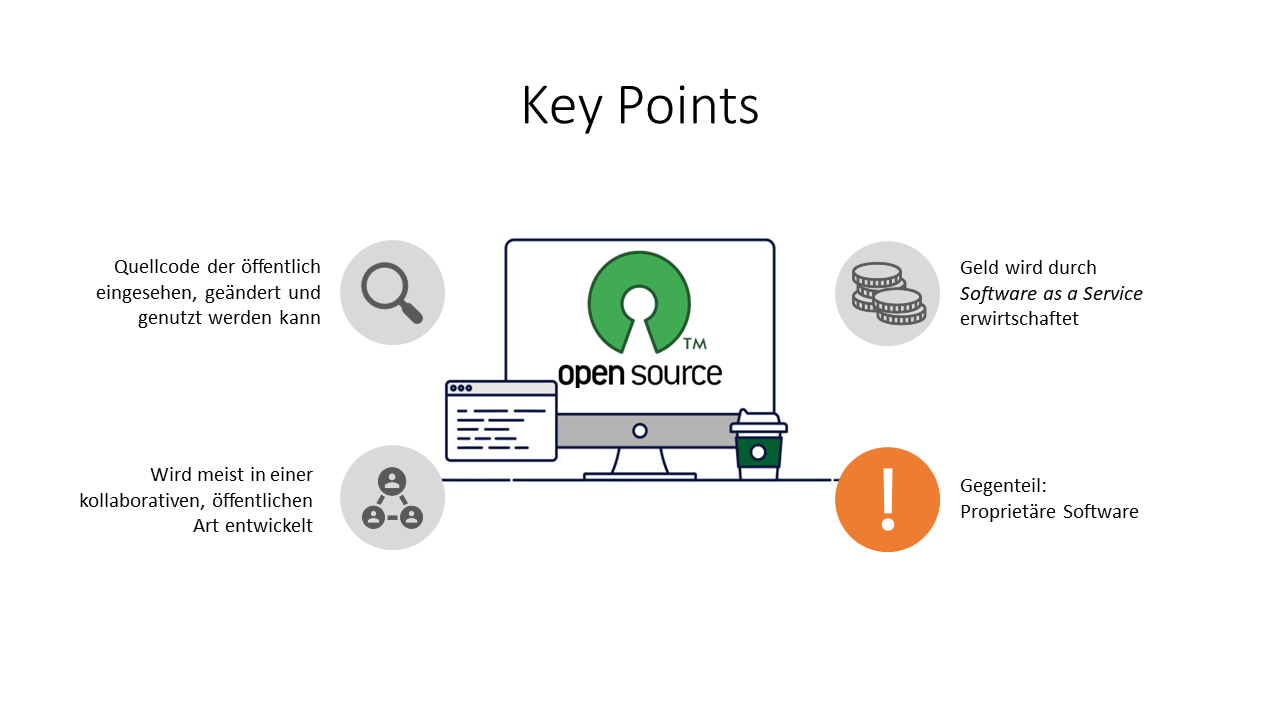 Key Points
Quellcode der öffentlich
eingesehen, geändert und
genutzt werden kann
Wird meist in einer
kollaborativen, öffentlichen
Art entwickelt
TM
open source
Geld wird durch
Software as a Service
erwirtschaftet
Gegenteil:
Proprietäre Software